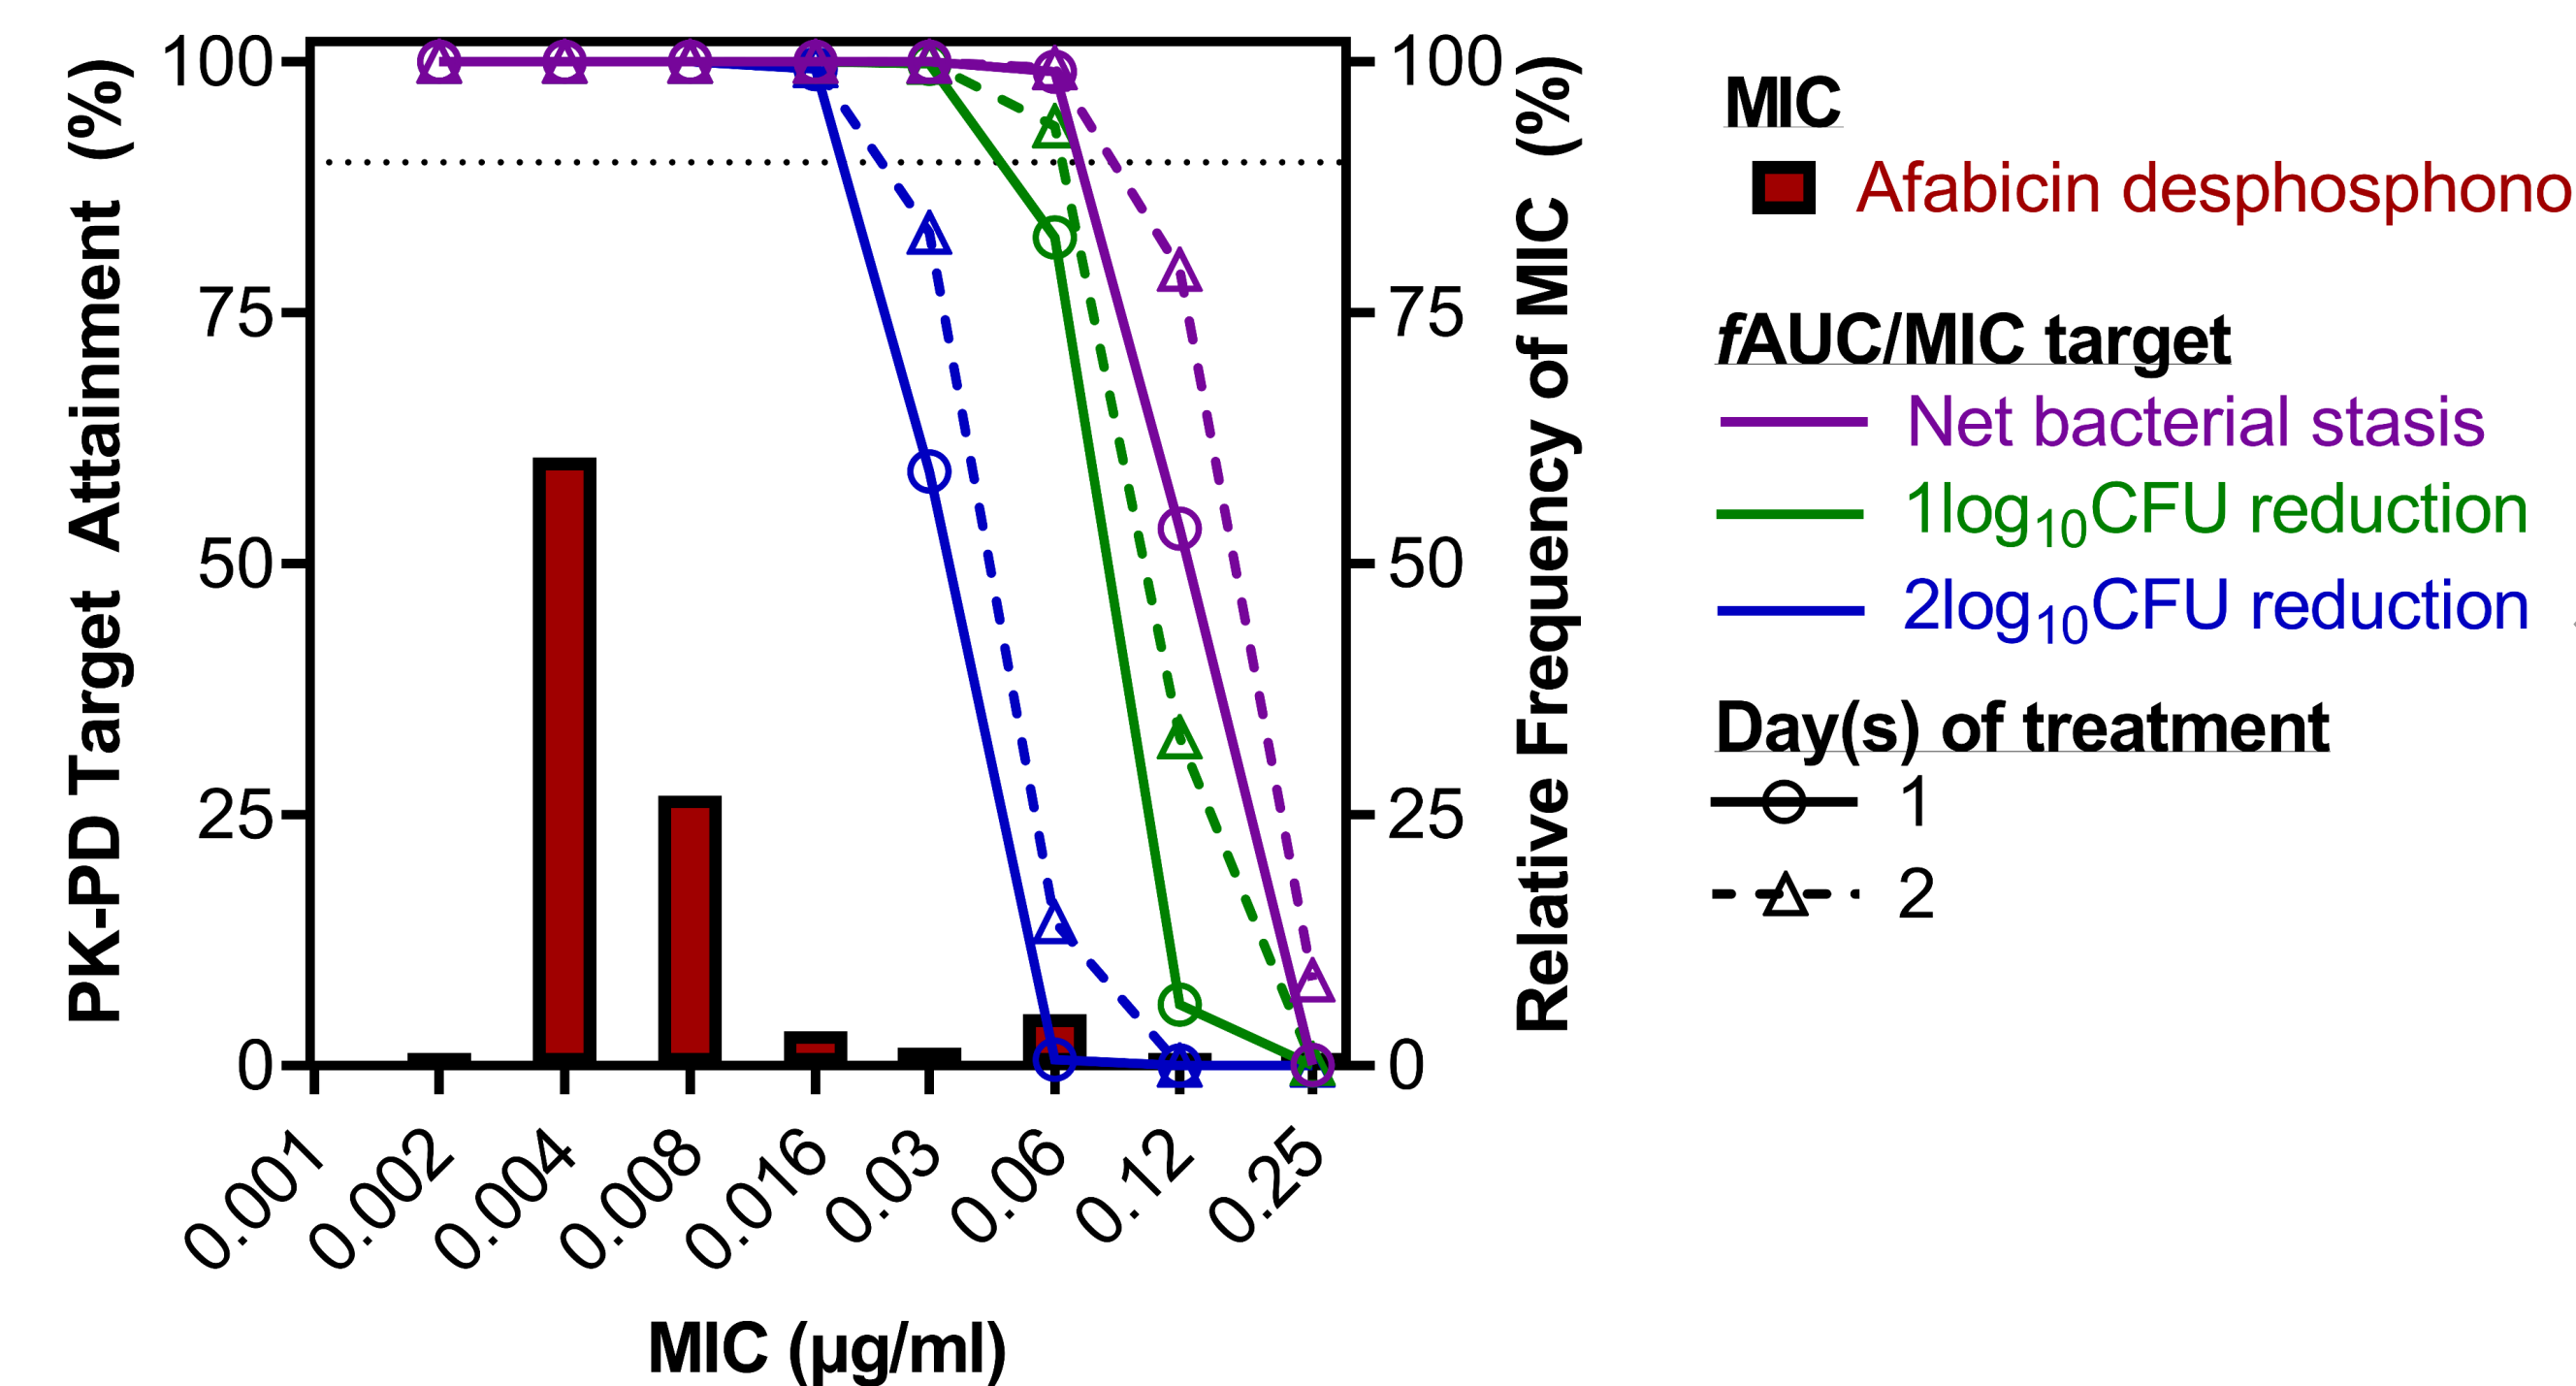 PK-PD Target Attainment (%)
100
75
50
25
0
0.001
0.002
0.004
0.008
0.016
0.03
0.06
0.12
0.25
MIC (µg/ml)
100
75
50
25
0
Relative Frequency of MIC (%)
MIC
Afabicin desphosphono
fAUC/MIC target
Net bacterial stasis
1log10CFU reduction
2log10CFU reduction
Day(s) of treatment
1
2